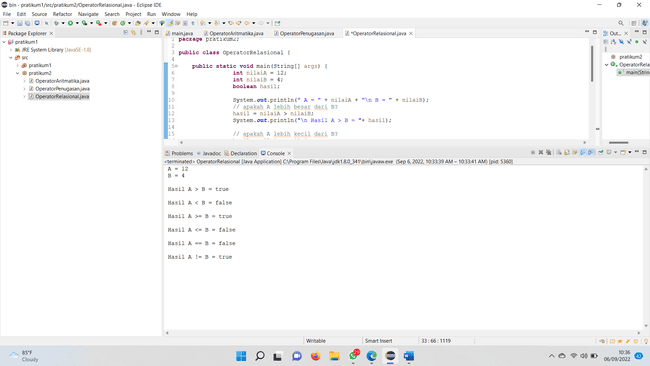 bin - pratikum1/src/pratikum2/OperatorRelasional.java - Eclipse IDE
File Edit Source Refactor Navigate Search Project Run Window Help
Package Explorer
pratikum1
JRE System Library [JavaSE-1.8]
src
pratikum1
pratikum2
OperatorAritmatika.java
OperatorPenugasan.java
OperatorRelasional.java
main.java OperatorAritmatika.java OperatorPenugasan.java *OperatorRelasional.java
1 package pratikum2;
2
3 public class OperatorRelasional {
4
5 public static void main(String[] args) {
6 int nilaiA = 12;
7 int nilaiB = 4;
8 boolean hasil;
9
10 System.out.println(" A = " + nilaiA + "\n B = " + nilaiB);
11 // apakah A lebih besar dari B?
12 hasil = nilaiA > nilaiB;
13 System.out.println("\n Hasil A > B = "+ hasil);
14
15 // apakah A lebih kecil dari B?
Out...
pratikum2
OperatorRela
main(Strin
Problems Javadoc Declaration Console
<terminated> OperatorRelasional [Java Application] C:\Program Files\Java\jdk1.8.0_341\bin\javaw.exe (Sep 6, 2022, 10:33:39 AM – 10:33:41 AM) [pid: 5360]
A = 12
B = 4
Hasil A > B = true
Hasil A < B = false
Hasil A >= B = true
Hasil A <= B = false
Hasil A == B = false
Hasil A != B = true
Writable Smart Insert 33 : 66 : 1119
83°F
Cloudy
10:36
06/09/2022